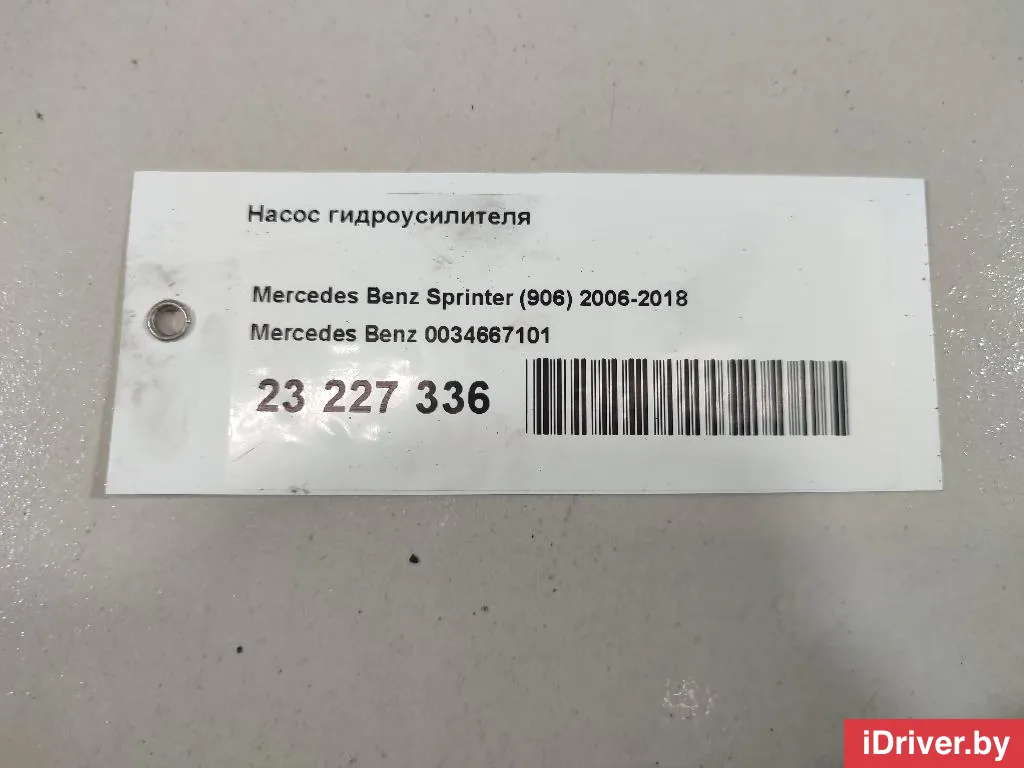 Насос гидроусилителя
Mercedes Benz Sprinter (906) 2006-2018
Mercedes Benz 0034667101
23 227 336
iDriver.by